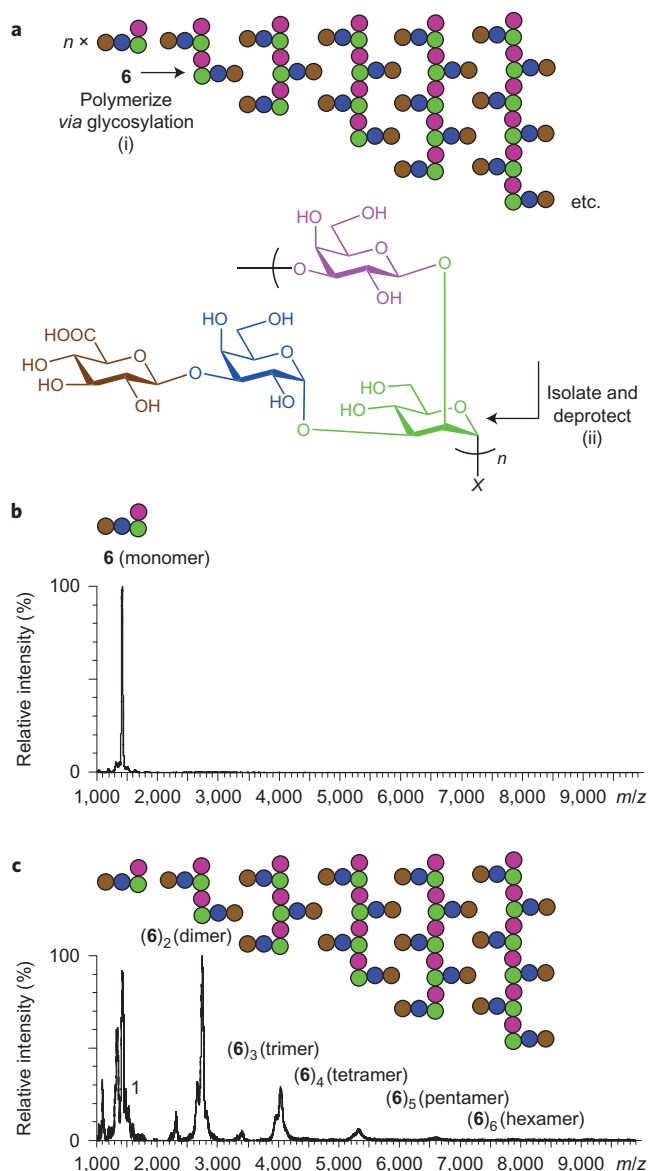 a
n ×
6
Polymerize
via glycosylation
(i)
etc.
HO
OH
O
O
O
OH
O
HO
OH
HOOC
O
HO
HO
OH
O
O
HO
O
HO
HO
O
O
n
X
Isolate and
deprotect
(ii)
b
6 (monomer)
Relative intensity (%)
100
0
1,000 2,000 3,000 4,000 5,000 6,000 7,000 8,000 9,000 m/z
c
(6)2 (dimer)
(6)3 (trimer)
(6)4 (tetramer)
(6)5 (pentamer)
(6)6 (hexamer)
1
Relative intensity (%)
100
0
1,000 2,000 3,000 4,000 5,000 6,000 7,000 8,000 9,000 m/z